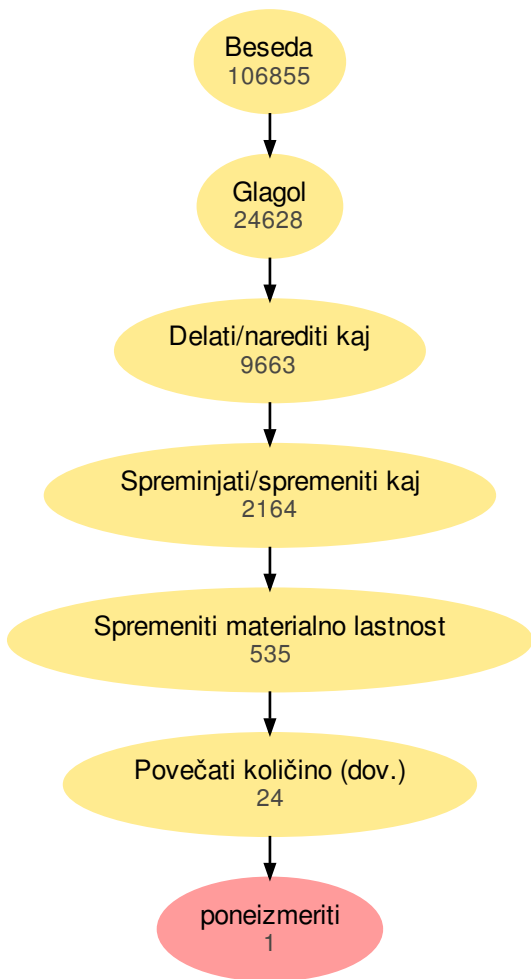 Beseda
106855
Glagol
24628
Delati/narediti kaj
9663
Spreminjati/spremeniti kaj
2164
Spremeniti materialno lastnost
535
Povečati količino (dov.)
24
poneizmeriti
1